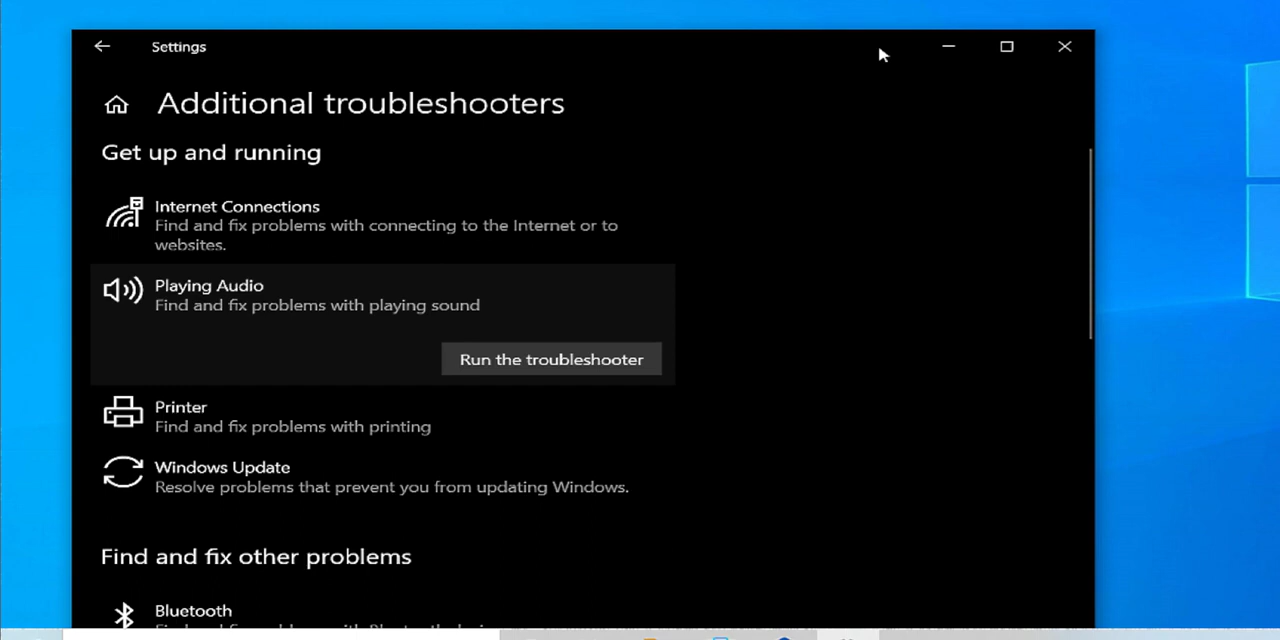 Settings
Additional troubleshooters
Get up and running
Internet Connections
Find and fix problems with connecting to the Internet or to
websites.
Playing Audio
Find and fix problems with playing sound
Run the troubleshooter
Printer
Find and fix problems with printing
Windows Update
Resolve problems that prevent you from updating Windows.
Find and fix other problems
Bluetooth